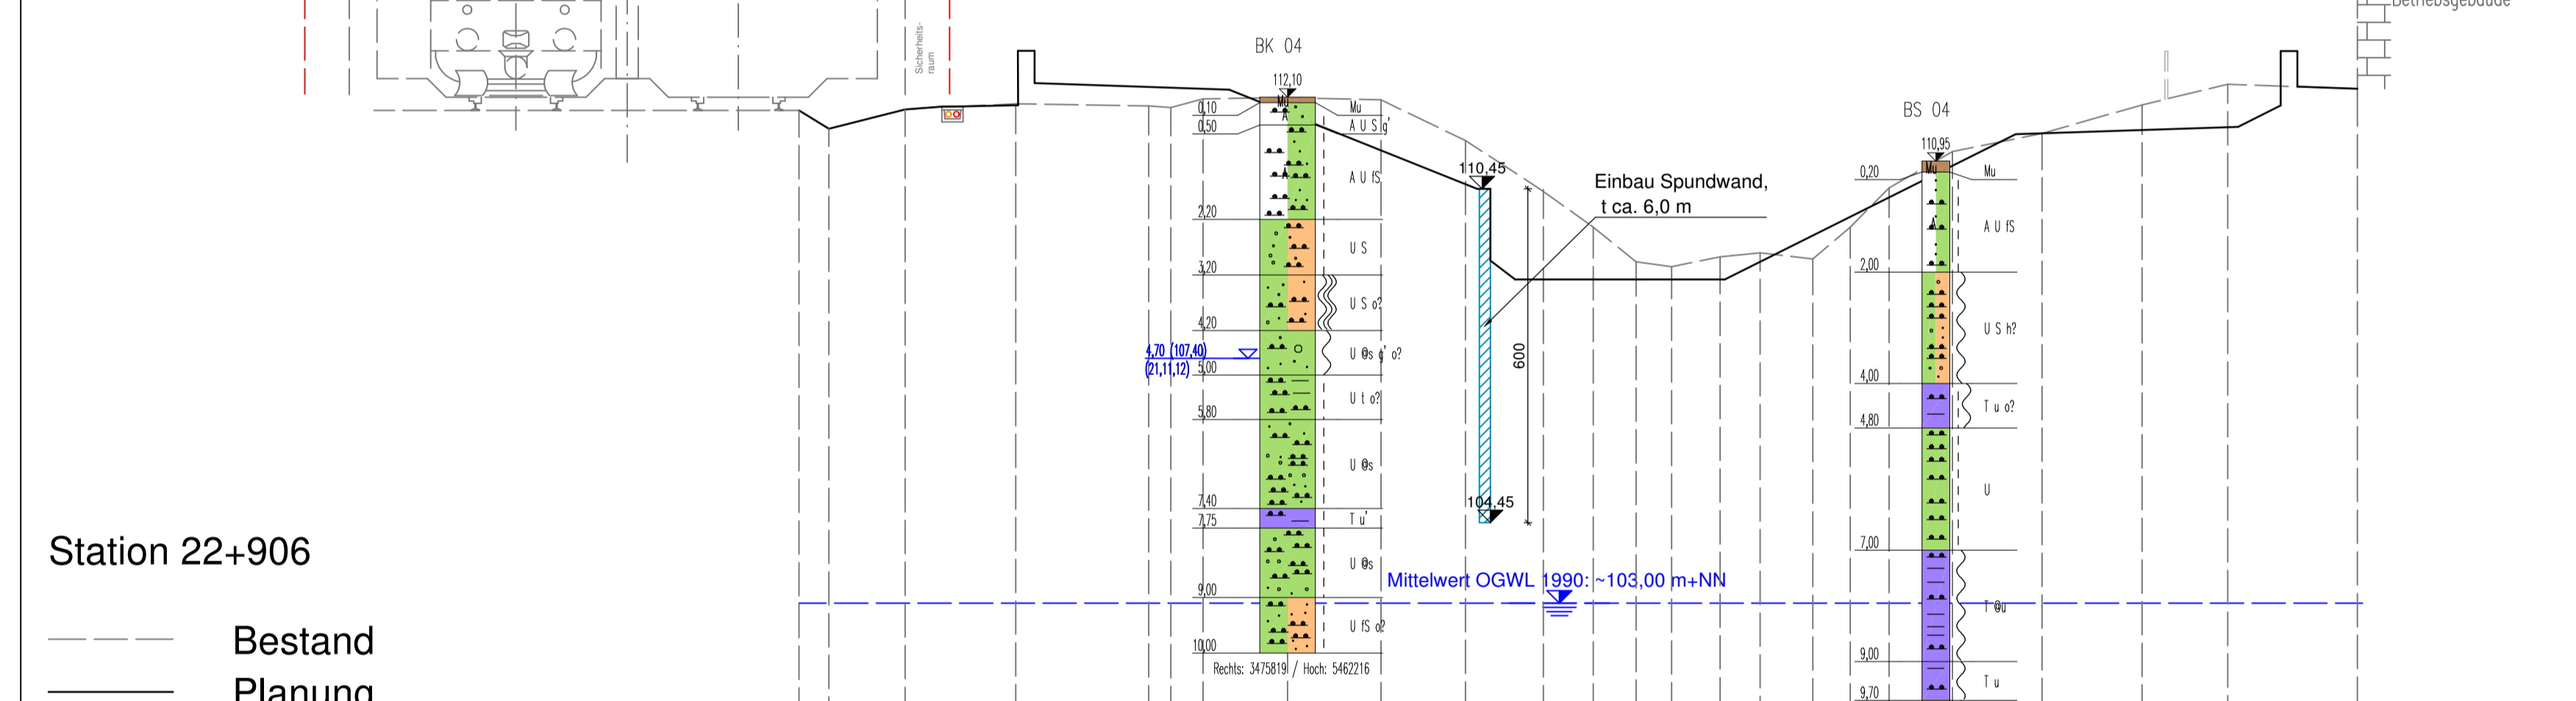 Betriebsgebäude
Sicherheits-
raum
BK 04
112,10
Mu
A
0,10
0,50
Mu
A U S g'
A
A U fS
2,20
U S
3,20
U S o?
4,20
4,70 (107,40)
(21,11,12)
U @s g' o?
5,00
U t o?
5,80
U @s
7,40
T u'
7,75
U @s
9,00
U fS o?
10,00
Rechts: 3475819 / Hoch: 5462216
110,45
Einbau Spundwand,
t ca. 6,0 m
600
104,45
Mittelwert OGWL 1990: ~103,00 m+NN
BS 04
110,95
Mu
0,20
Mu
A
A U fS
2,00
U S h?
4,00
T u o?
4,80
U
7,00
T @u
9,00
T u
9,70
Station 22+906
Bestand
Planung